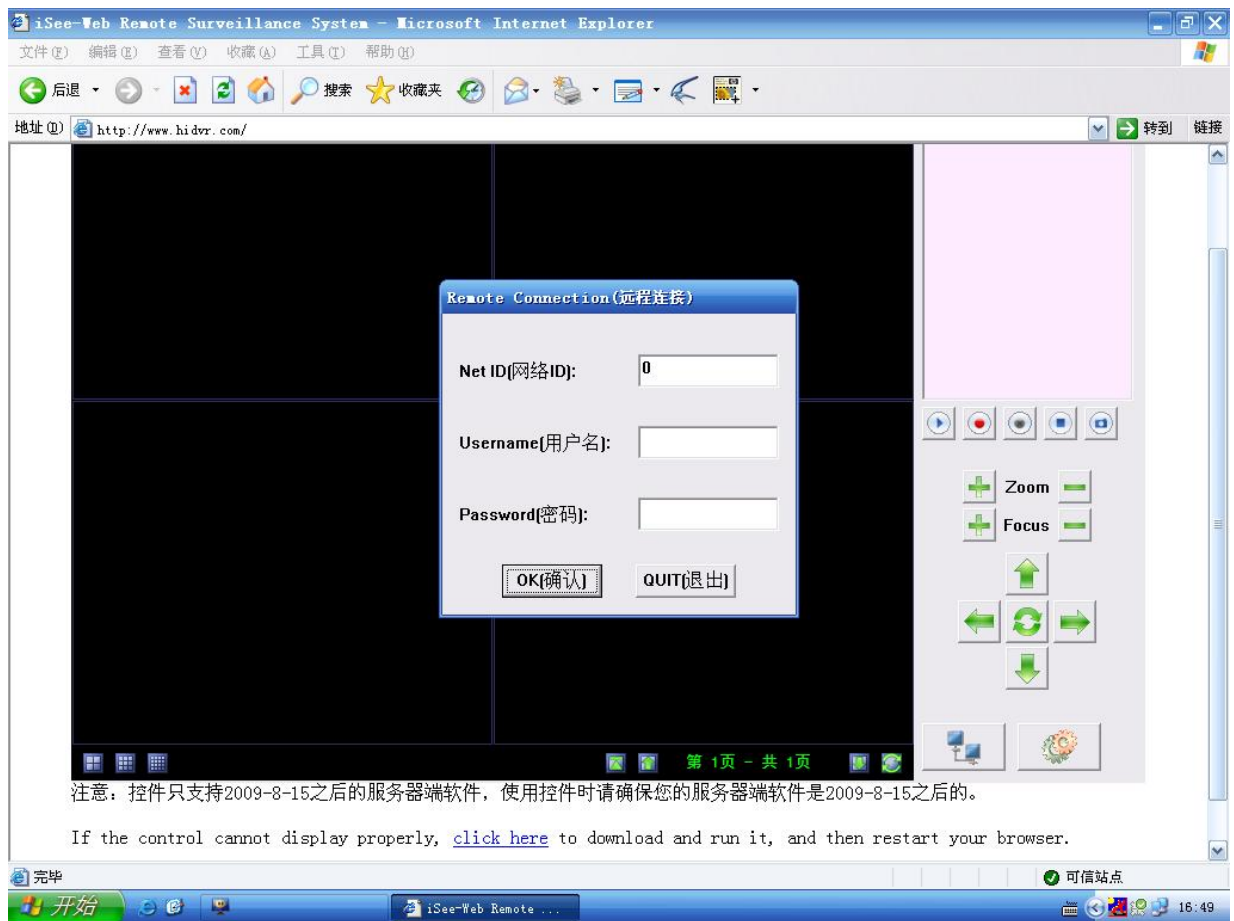 iSee-Web Remote Surveillance System - Microsoft Internet Explorer
文件(F) 编辑(E) 查看(V) 收藏(A) 工具(T) 帮助(H)
后退 搜索 收藏夹
地址(D) http://www.hidvr.com/ 转到 链接
Remote Connection(远程连接)
Net ID(网络ID): 0
Username(用户名):
Password(密码):
OK(确认) QUIT(退出)
Zoom
Focus
第 1页 - 共 1页
注意：控件只支持2009-8-15之后的服务器端软件，使用控件时请确保您的服务器端软件是2009-8-15之后的。
If the control cannot display properly, click here to download and run it, and then restart your browser.
完毕 可信站点
开始 iSee-Web Remote ... 16:49